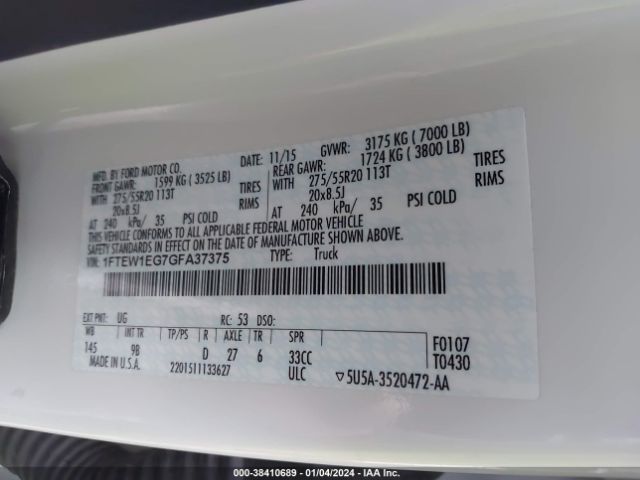 MFD. BY FORD MOTOR CO.
DATE: 11/15 GVWR: 3175 KG ( 7000 LB)
FRONT GAWR: 1599 KG ( 3525 LB)
REAR GAWR: 1724 KG ( 3800 LB)
WITH 275/55R20 113T TIRES
WITH 275/55R20 113T TIRES
20x8.5J RIMS
20x8.5J RIMS
AT 240 kPa/ 35 PSI COLD
AT 240 kPa/ 35 PSI COLD
THIS VEHICLE CONFORMS TO ALL APPLICABLE FEDERAL MOTOR VEHICLE
SAFETY STANDARDS IN EFFECT ON THE DATE OF MANUFACTURE SHOWN ABOVE.
VIN: 1FTEW1EG7GFA37375 TYPE: Truck
EXT PNT: UG RC: 53 DSO:
WB INT TR TP/PS R AXLE TR SPR
145 9B D 27 6 33CC
F0107
T0430
MADE IN U.S.A. 2201511133627 ULC ▽5U5A-3520472-AA
000-38410689 - 01/04/2024 - IAA Inc.